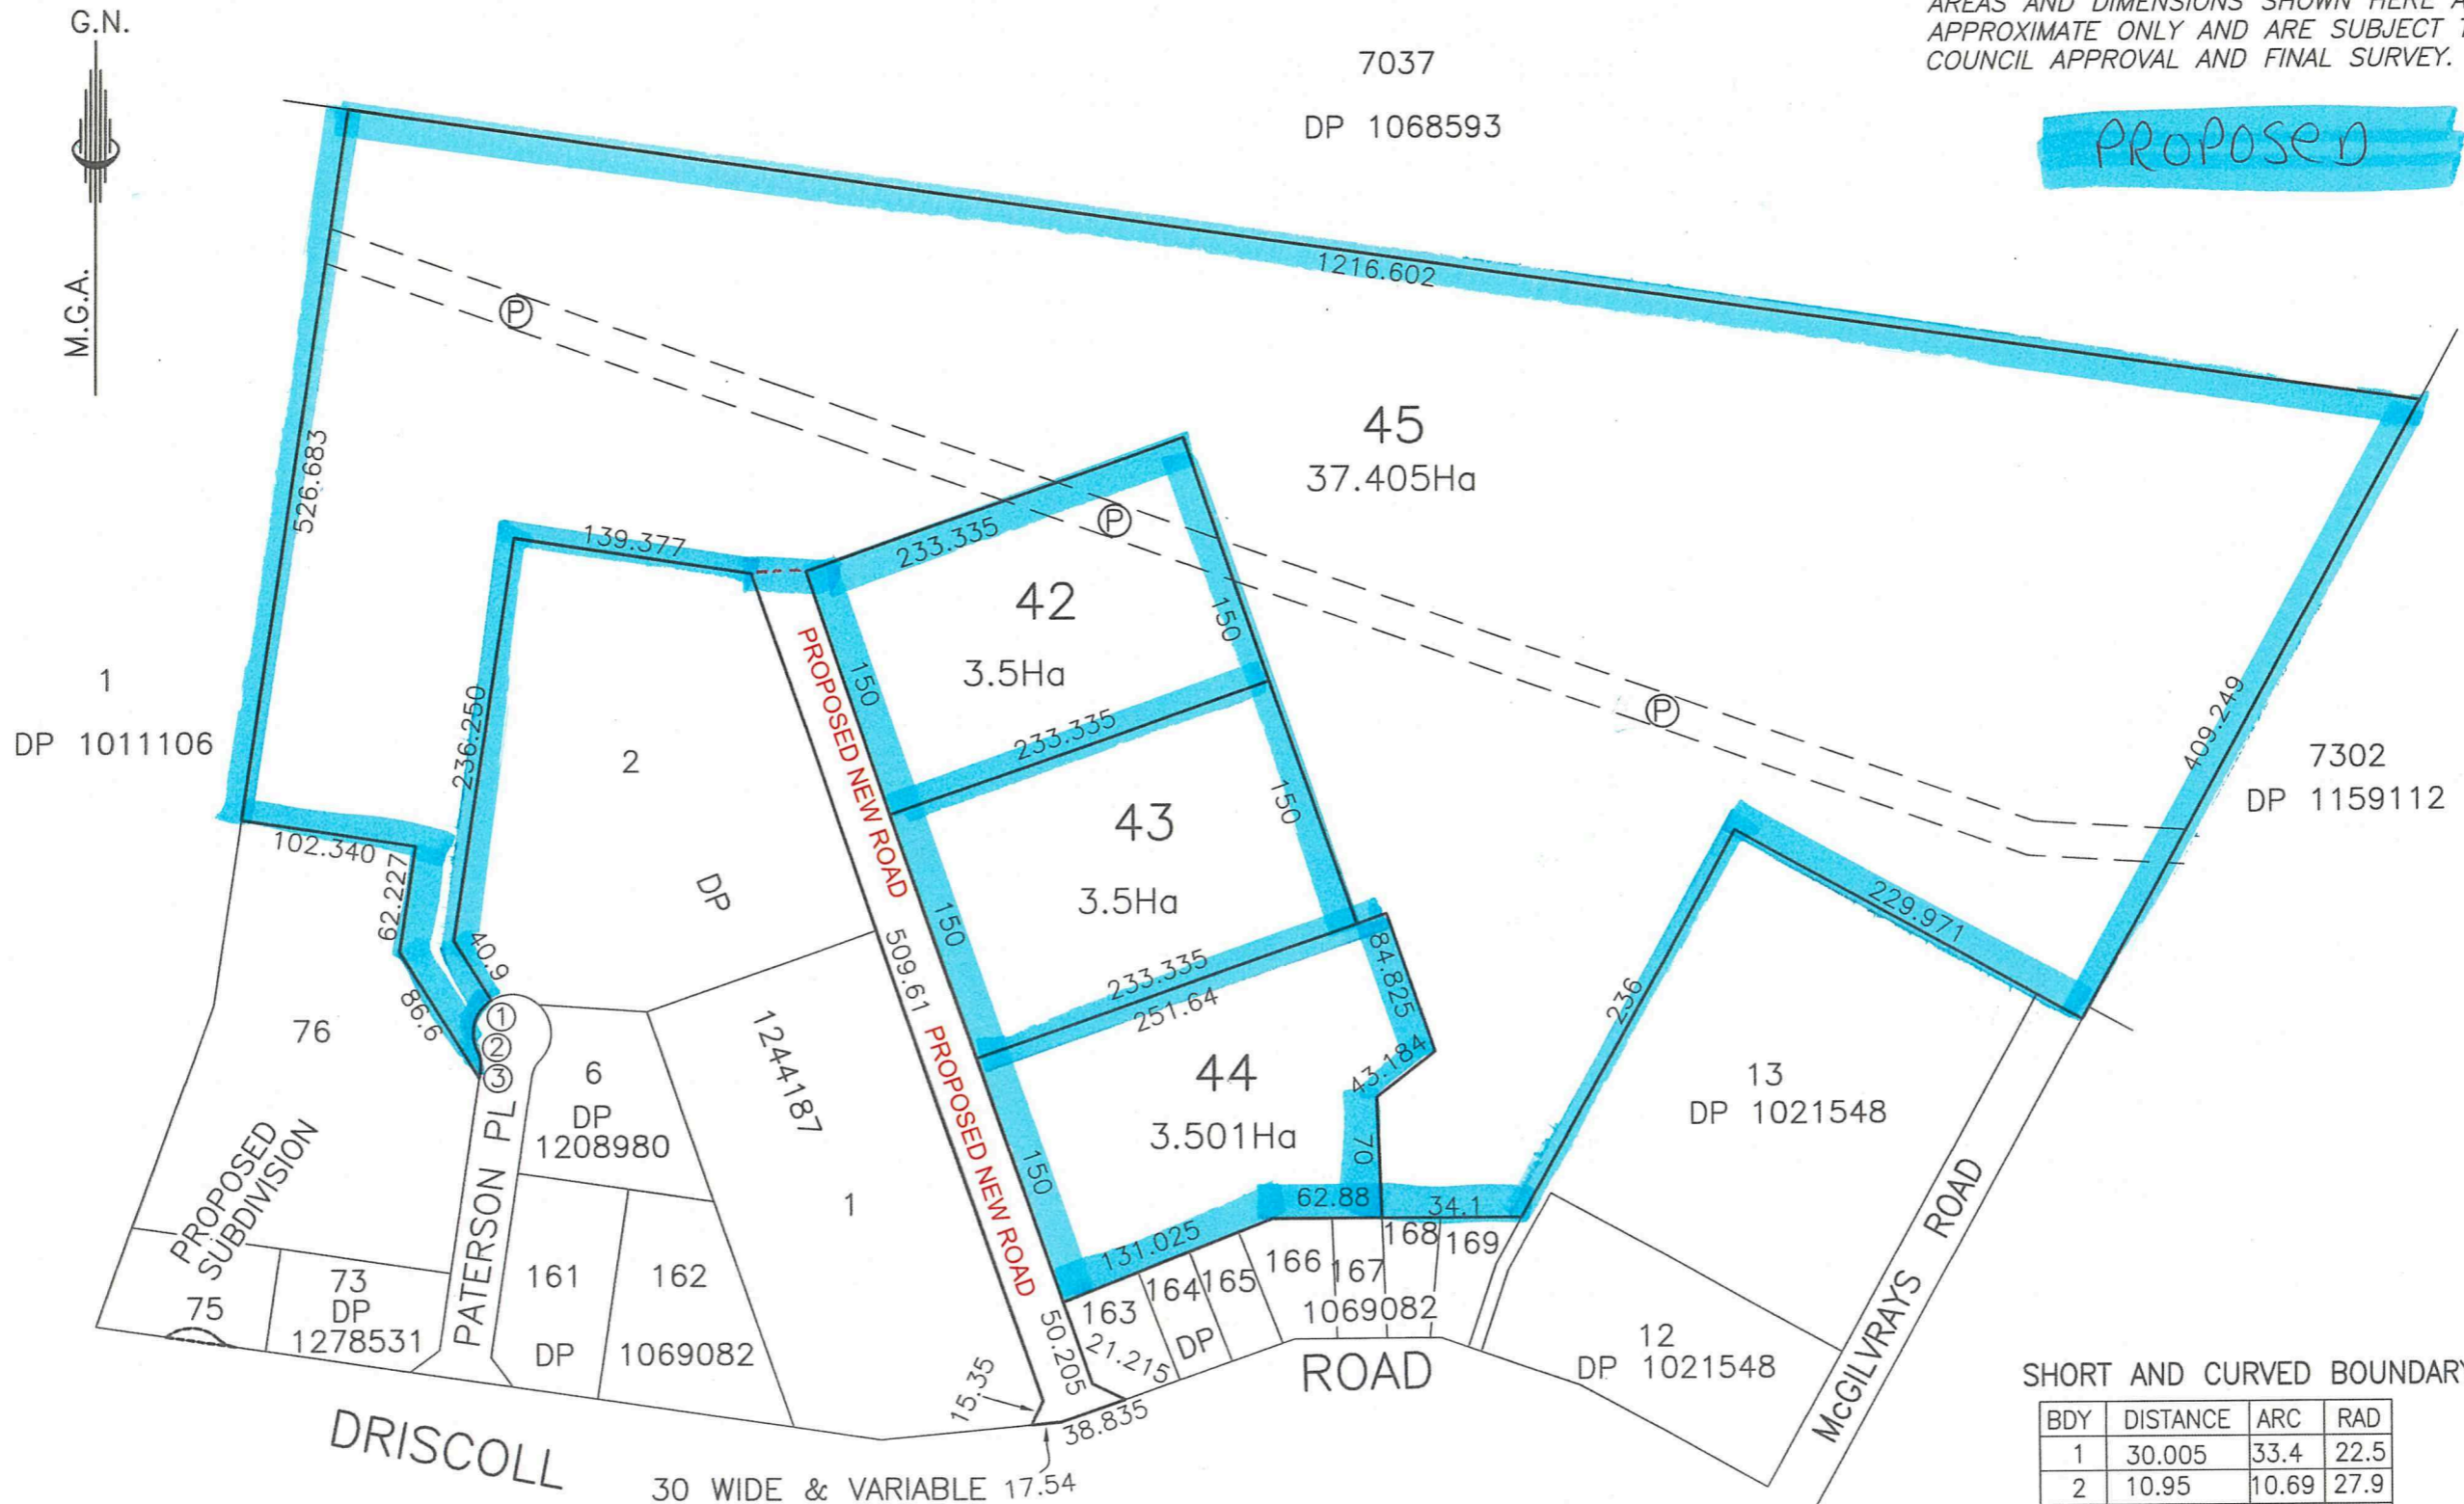 G.N.
M.G.A.
AREAS AND DIMENSIONS SHOWN HERE
APPROXIMATE ONLY AND ARE SUBJECT
COUNCIL APPROVAL AND FINAL SURVEY.
PROPOSED
7037
DP 1068593
1216.602
P
45
37.405Ha
526.683
139.377
233.335
P
42
3.5Ha
150
150
PROPOSED NEW ROAD
1
DP 1011106
236.250
2
233.335
P
409.249
7302
DP 1159112
102.340
62.227
43
3.5Ha
150
150
DP
40.9
86.6
509.61
233.335
251.64
84.825
229.971
236
76
1
2
3
6
DP
1208980
1244187
PROPOSED NEW ROAD
44
3.501Ha
43.184
70
13
DP 1021548
PROPOSED
SUBDIVISION
PATERSON PL
1
150
131.025
62.88
34.1
McGILVRAYS ROAD
75
73
DP
1278531
161
162
DP
1069082
163
164
165
166
167
168
169
DP
1069082
50.205
21.215
15.35
38.835
12
DP 1021548
DRISCOLL
ROAD
30 WIDE & VARIABLE
17.54
SHORT AND CURVED BOUNDARY
BDY DISTANCE ARC RAD
1 30.005 33.4 22.5
2 10.95 10.69 27.9